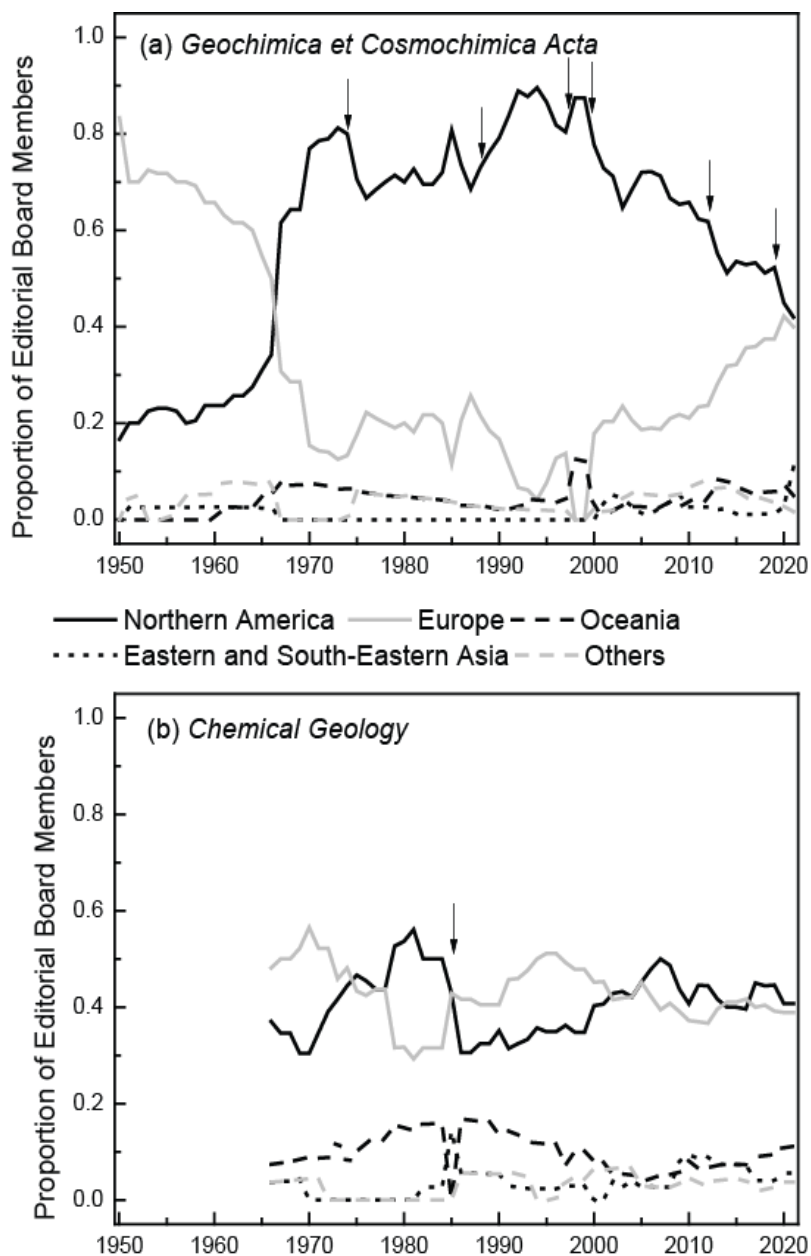 (a) Geochimica et Cosmochimica Acta
Proportion of Editorial Board Members
1.0
0.8
0.6
0.4
0.2
0.0
1950 1960 1970 1980 1990 2000 2010 2020
Northern America Europe Oceania
Eastern and South-Eastern Asia Others
(b) Chemical Geology
Proportion of Editorial Board Members
1.0
0.8
0.6
0.4
0.2
0.0
1950 1960 1970 1980 1990 2000 2010 2020